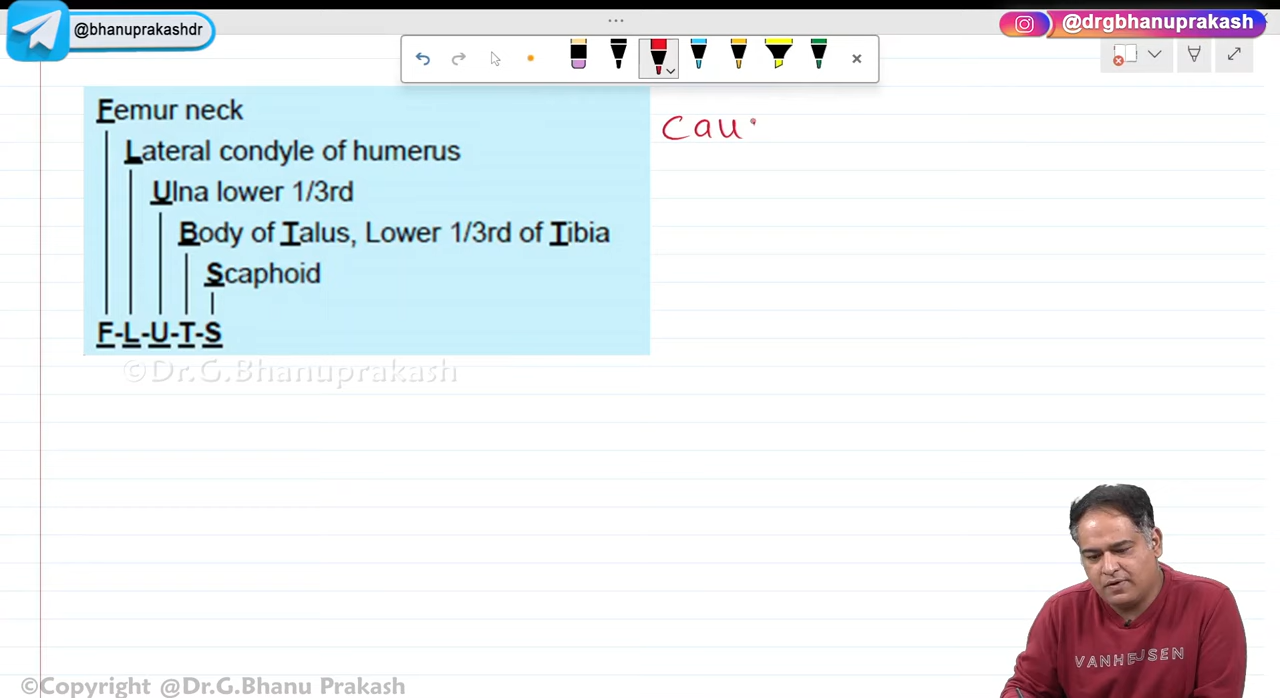 @bhanuprakashdr
@drgbhanuprakash
Femur neck
Cau
Lateral condyle of humerus
Ulna lower 1/3rd
Body of Talus, Lower 1/3rd of Tibia
Scaphoid
F-L-U-T-S
©Dr.G.Bhanuprakash
VANHEUSEN
©Copyright @Dr.G.Bhanu Prakash